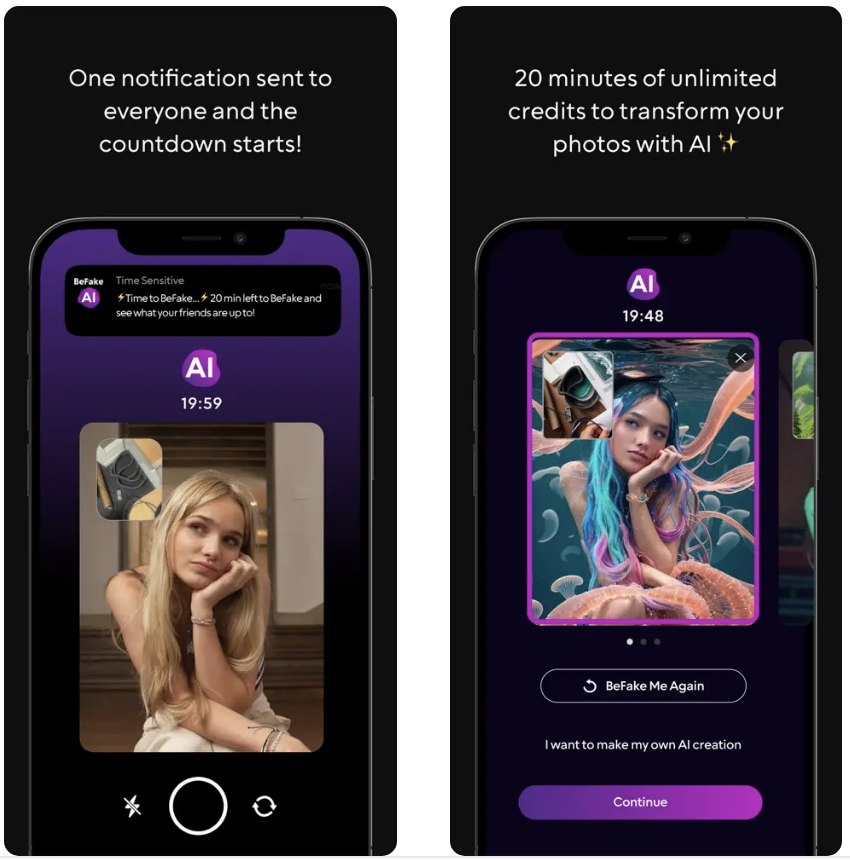 One notification sent to
everyone and the
countdown starts!
BeFake
AI
Time Sensitive
now
⚡Time to BeFake...⚡ 20 min left to BeFake and
see what your friends are up to!
AI
19:59
20 minutes of unlimited
credits to transform your
photos with AI ✨
AI
19:48
BeFake Me Again
I want to make my own AI creation
Continue